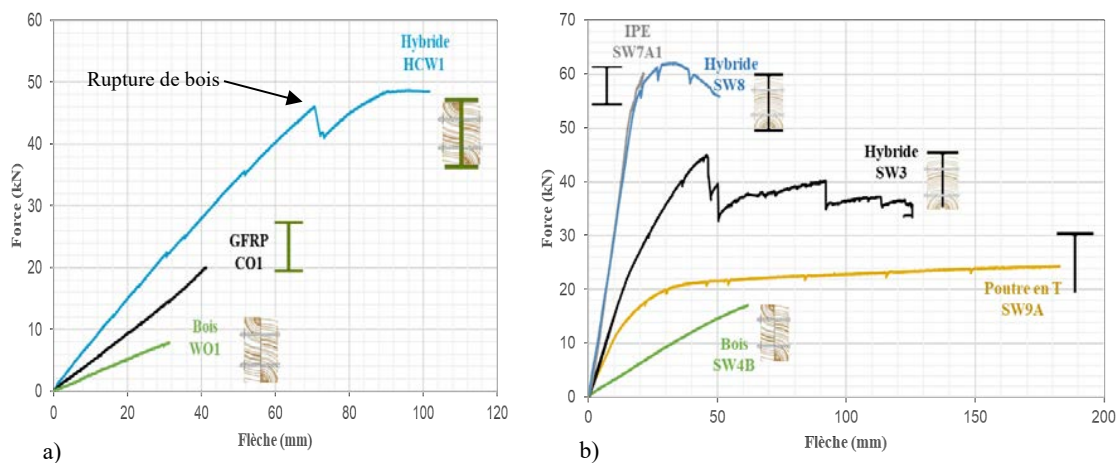 60
50
40
30
20
10
0
0
20
40
60
80
100
120
Force (kN)
Flèche (mm)
Rupture de bois
Hybride
HCW1
GFRP
CO1
Bois
WO1
a)
80
70
60
50
40
30
20
10
0
0
50
100
150
200
Force (kN)
Flèche (mm)
IPE
SW7A1
Hybride
SW8
Hybride
SW3
Poutre en T
SW9A
Bois
SW4B
b)